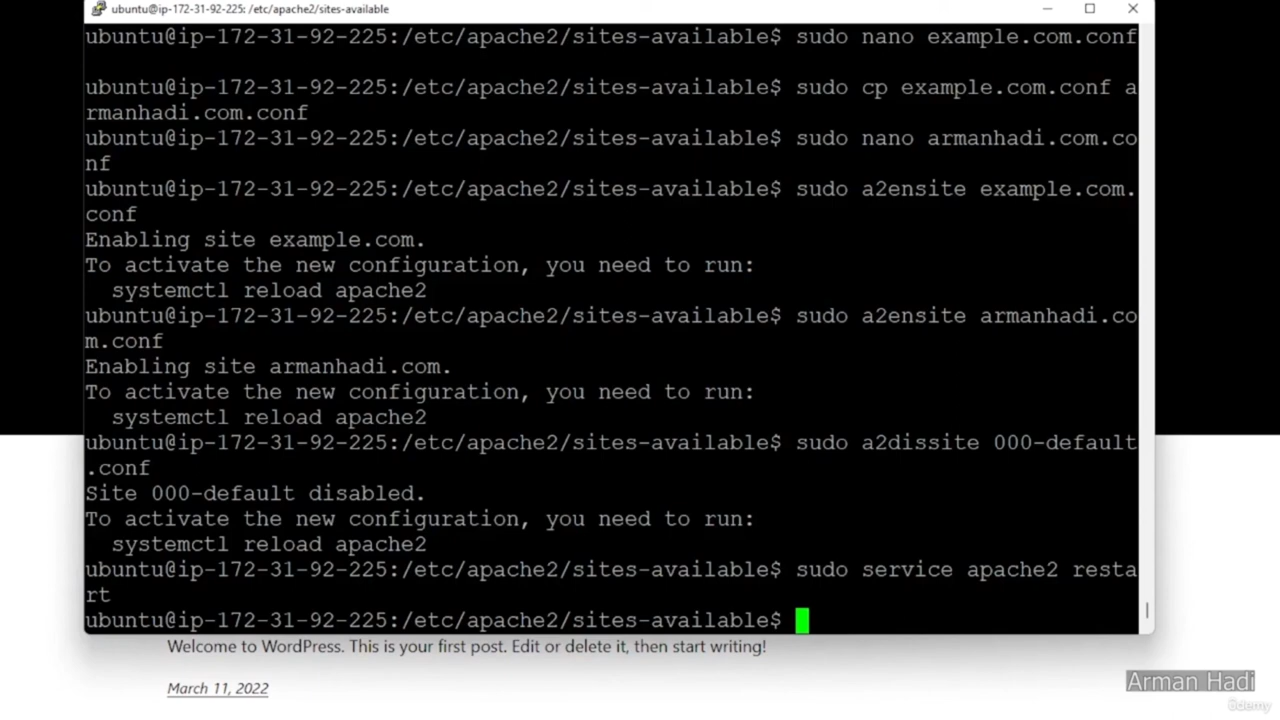 ubuntu@ip-172-31-92-225: /etc/apache2/sites-available
ubuntu@ip-172-31-92-225:/etc/apache2/sites-available$ sudo nano example.com.conf
ubuntu@ip-172-31-92-225:/etc/apache2/sites-available$ sudo cp example.com.conf a
rmanhadi.com.conf
ubuntu@ip-172-31-92-225:/etc/apache2/sites-available$ sudo nano armanhadi.com.co
nf
ubuntu@ip-172-31-92-225:/etc/apache2/sites-available$ sudo a2ensite example.com.
conf
Enabling site example.com.
To activate the new configuration, you need to run:
  systemctl reload apache2
ubuntu@ip-172-31-92-225:/etc/apache2/sites-available$ sudo a2ensite armanhadi.co
m.conf
Enabling site armanhadi.com.
To activate the new configuration, you need to run:
  systemctl reload apache2
ubuntu@ip-172-31-92-225:/etc/apache2/sites-available$ sudo a2dissite 000-default
.conf
Site 000-default disabled.
To activate the new configuration, you need to run:
  systemctl reload apache2
ubuntu@ip-172-31-92-225:/etc/apache2/sites-available$ sudo service apache2 resta
rt
ubuntu@ip-172-31-92-225:/etc/apache2/sites-available$
Welcome to WordPress. This is your first post. Edit or delete it, then start writing!
March 11, 2022
Arman Hadi
ûdemy